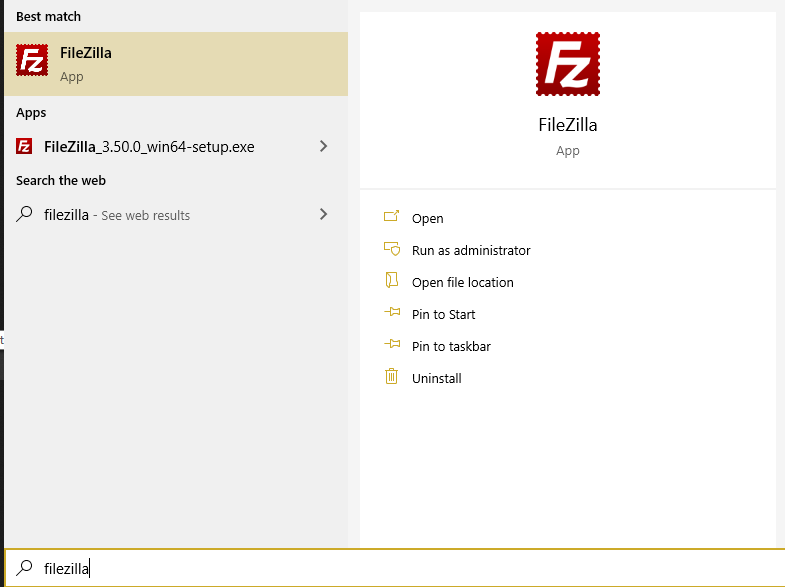 Best match
FileZilla
App
Apps
FileZilla_3.50.0_win64-setup.exe
Search the web
filezilla - See web results
t
filezilla
Fz
FileZilla
App
Open
Run as administrator
Open file location
Pin to Start
Pin to taskbar
Uninstall